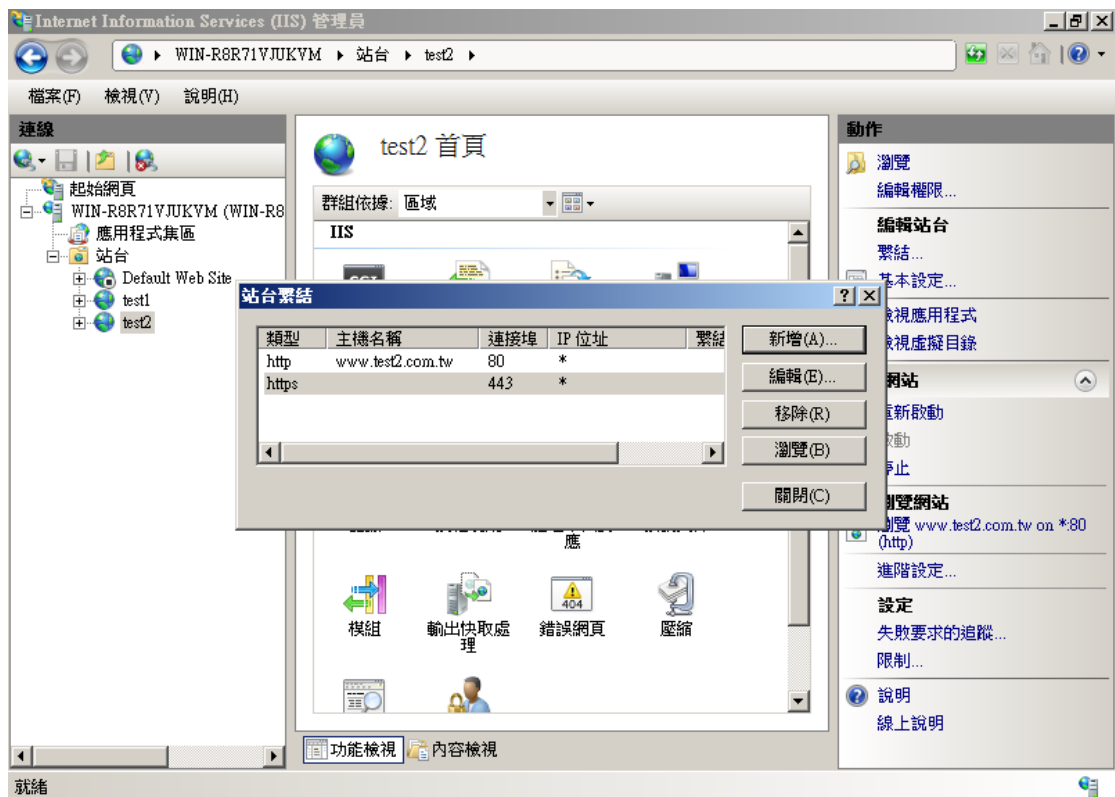 Internet Information Services (IIS) 管理員
WIN-R8R71VJUKVM
站台
test2
檔案(F) 檢視(V) 說明(H)
連線
起始網頁
WIN-R8R71VJUKVM (WIN-R8
應用程式集區
站台
Default Web Site
test1
test2
test2 首頁
群組依據: 區域
IIS
站台繫結
類型 主機名稱 連接埠 IP 位址 繫結
http www.test2.com.tw 80 *
https 443 *
新增(A)...
編輯(E)...
移除(R)
瀏覽(B)
關閉(C)
應
404
模組 輸出快取處理 錯誤網頁 壓縮
功能檢視 內容檢視
動作
瀏覽
編輯權限...
編輯站台
繫結...
基本設定...
檢視應用程式
檢視虛擬目錄
網站
重新啟動
啟動
停止
瀏覽網站
瀏覽 www.test2.com.tw on *:80
(http)
進階設定...
設定
失敗要求的追蹤...
限制...
說明
線上說明
就緒